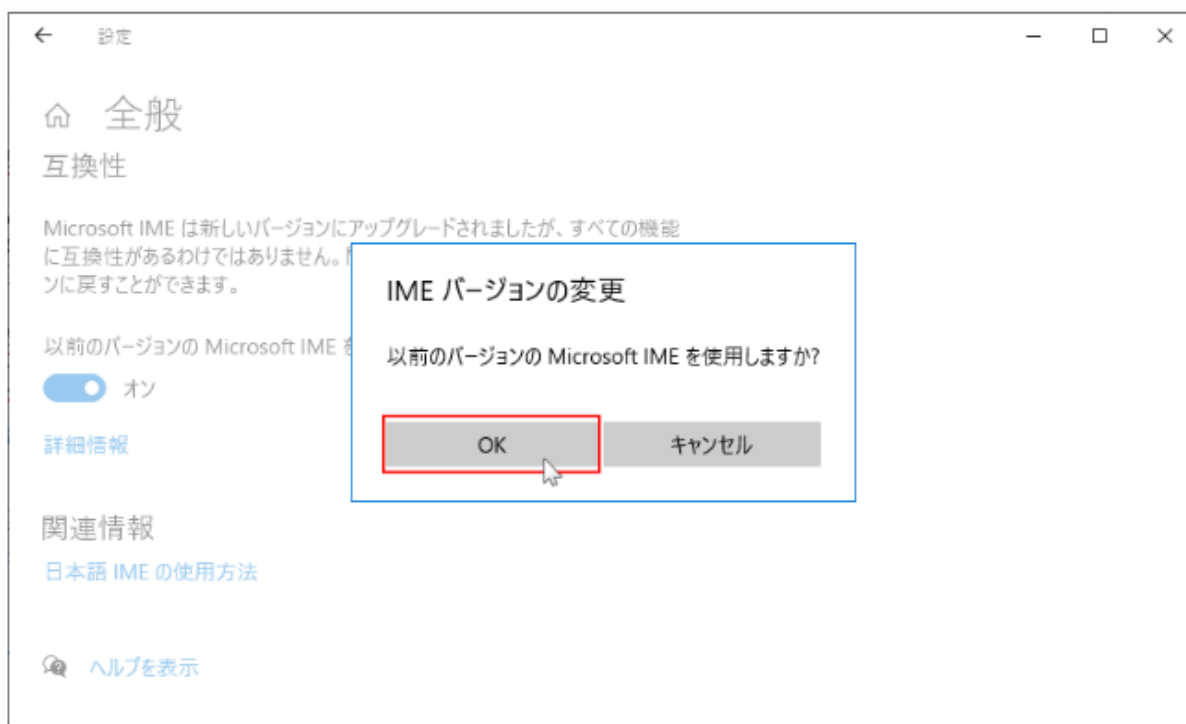 設定
全般
互換性
Microsoft IME は新しいバージョンにアップグレードされましたが、すべての機能
に互換性があるわけではありません。
ンに戻すことができます。
以前のバージョンの Microsoft IME を
オン
詳細情報
関連情報
日本語 IME の使用方法
ヘルプを表示
IME バージョンの変更
以前のバージョンの Microsoft IME を使用しますか?
OK
キャンセル